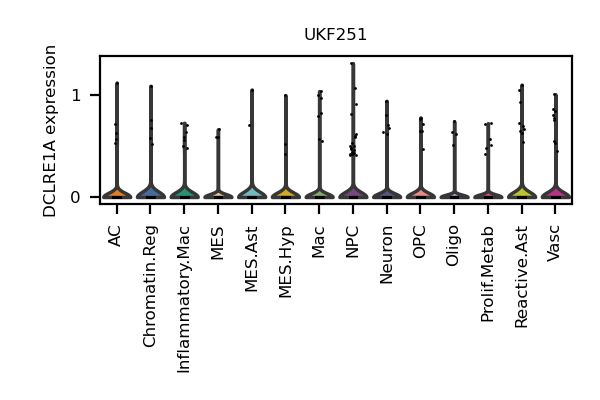 UKF251
DCLRE1A expression
1
0
AC
Chromatin.Reg
Inflammatory.Mac
MES
MES.Ast
MES.Hyp
Mac
NPC
Neuron
OPC
Oligo
Prolif.Metab
Reactive.Ast
Vasc